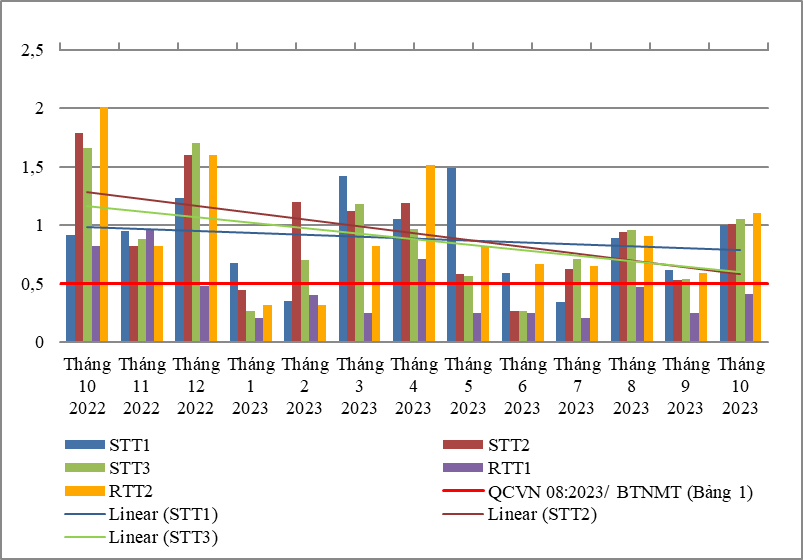 2,5
2
1,5
1
0,5
0
Tháng Tháng Tháng Tháng Tháng Tháng Tháng Tháng Tháng Tháng Tháng Tháng Tháng
10 11 12 1 2 3 4 5 6 7 8 9 10
2022 2022 2022 2023 2023 2023 2023 2023 2023 2023 2023 2023 2023
STT1 STT2
STT3 RTT1
RTT2 QCVN 08:2023/ BTNMT (Bảng 1)
Linear (STT1) Linear (STT2)
Linear (STT3)